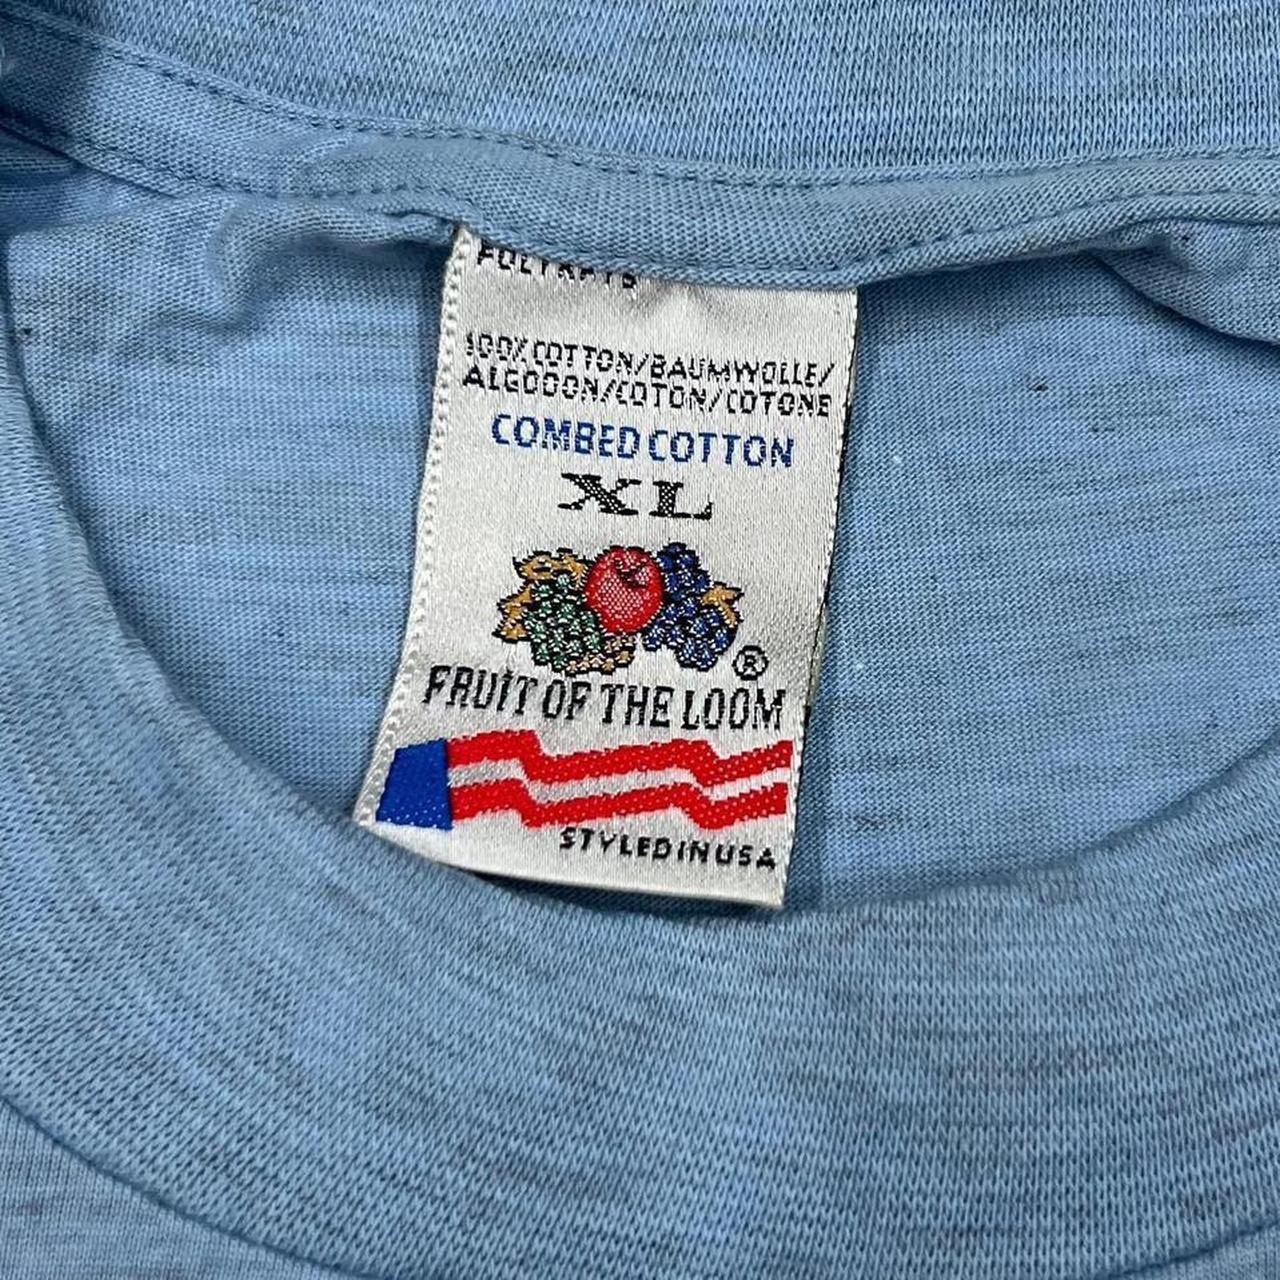 100% COTTON/BAUMWOLLE/
ALGODON/COTON/COTONE
COMBED COTTON
XL
®
FRUIT OF THE LOOM
STYLED IN USA